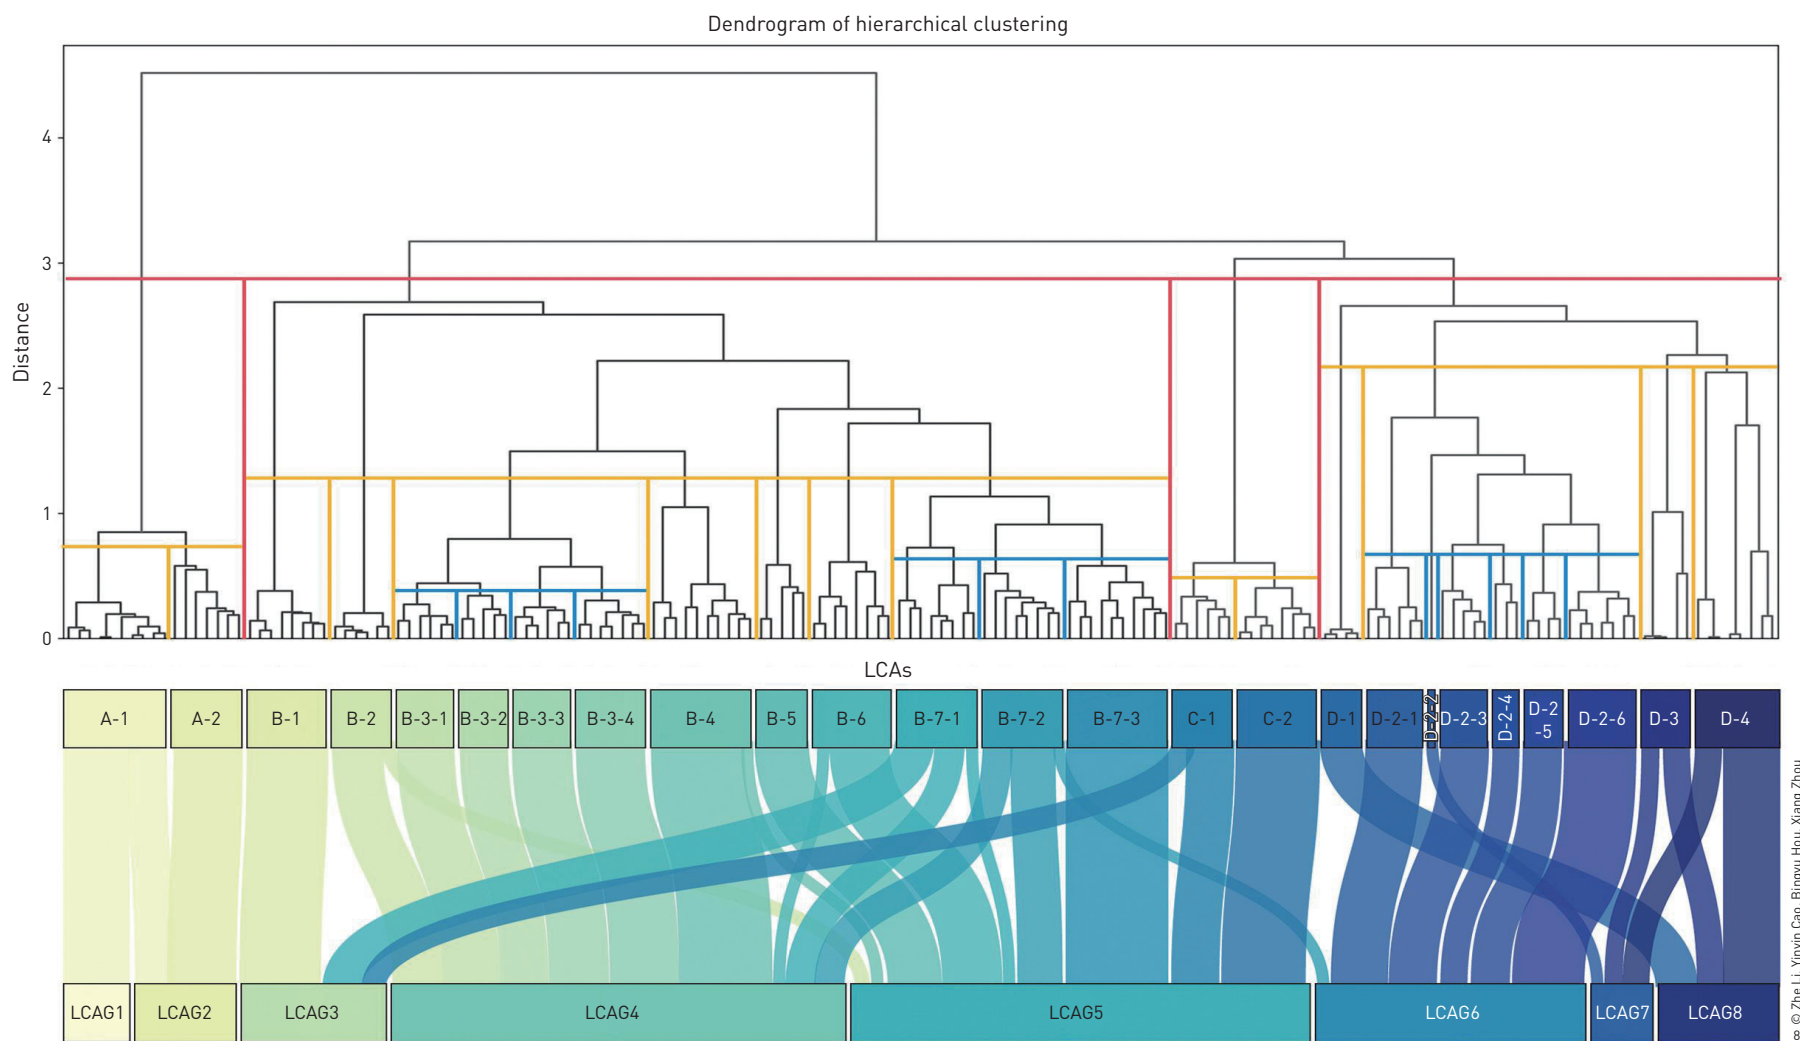 Dendrogram of hierarchical clustering
Distance
4
3
2
1
0
LCAs
A-1
A-2
B-1
B-2
B-3-1
B-3-2
B-3-3
B-3-4
B-4
B-5
B-6
B-7-1
B-7-2
B-7-3
C-1
C-2
D-1
D-2-1
D-2-2
D-2-3
D-2-4
D-2
-5
D-2-6
D-3
D-4
LCAG1
LCAG2
LCAG3
LCAG4
LCAG5
LCAG6
LCAG7
LCAG8
© Zhe Li, Yinyin Cao, Bingyu Hou, Xiang Zhou